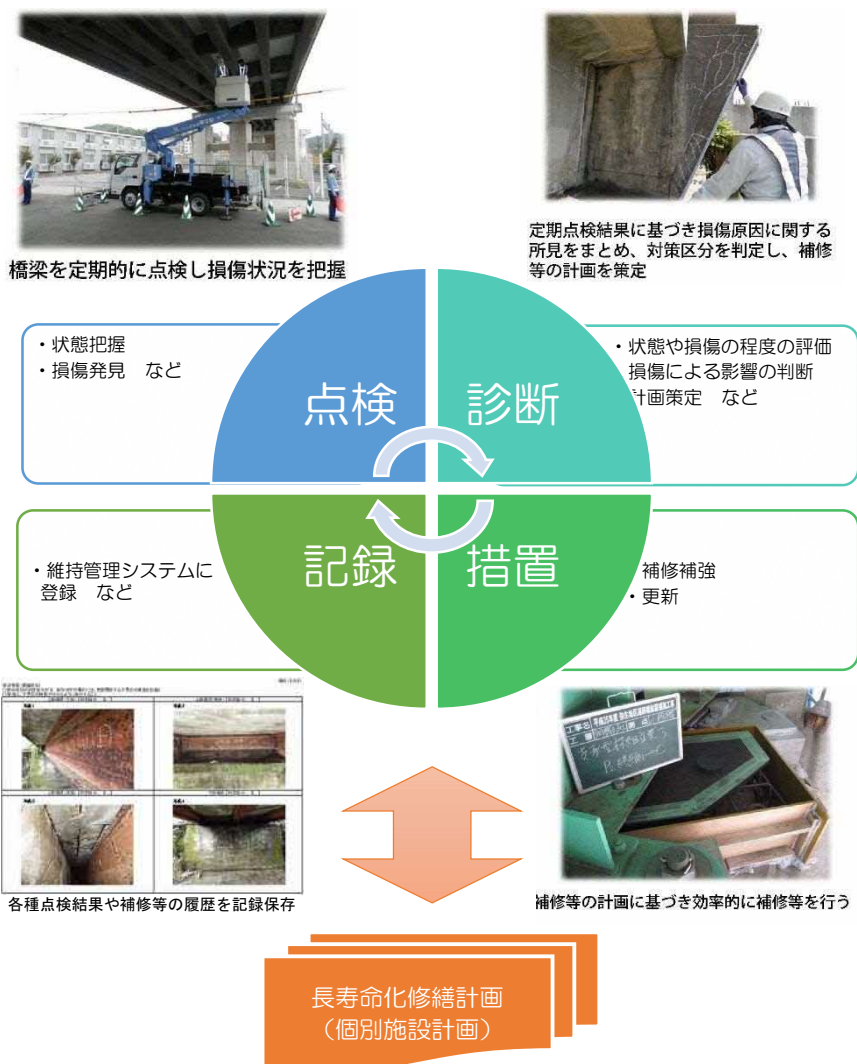 橋梁を定期的に点検し損傷状況を把握
定期点検結果に基づき損傷原因に関する
所見をまとめ、対策区分を判定し、補修
等の計画を策定
・状態把握
・損傷発見　など
点検
診断
・状態や損傷の程度の評価
損傷による影響の判断
計画策定　など
・維持管理システムに
登録　など
記録
措置
補修補強
・更新
工事名
各種点検結果や補修等の履歴を記録保存
補修等の計画に基づき効率的に補修等を行う
長寿命化修繕計画
（個別施設計画）